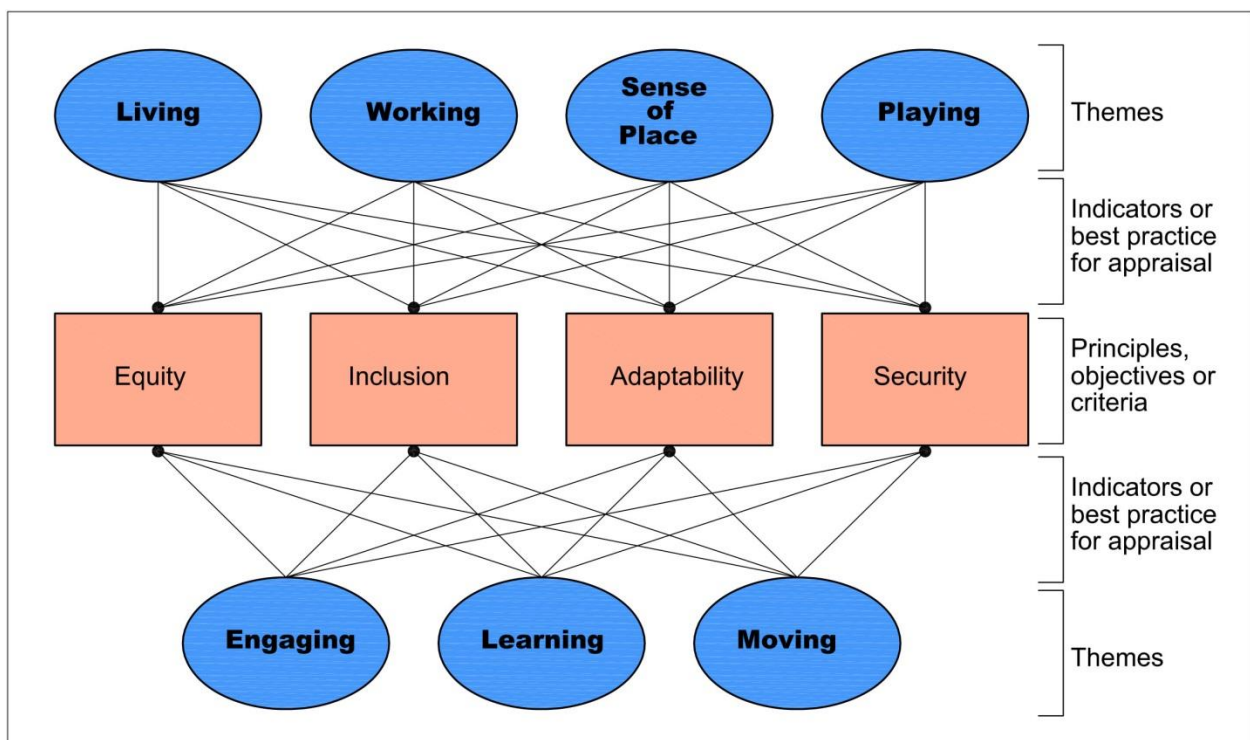 Living
Working
Sense
of
Place
Playing
Themes
Indicators or
best practice
for appraisal
Equity
Inclusion
Adaptability
Security
Principles,
objectives or
criteria
Indicators or
best practice
for appraisal
Engaging
Learning
Moving
Themes